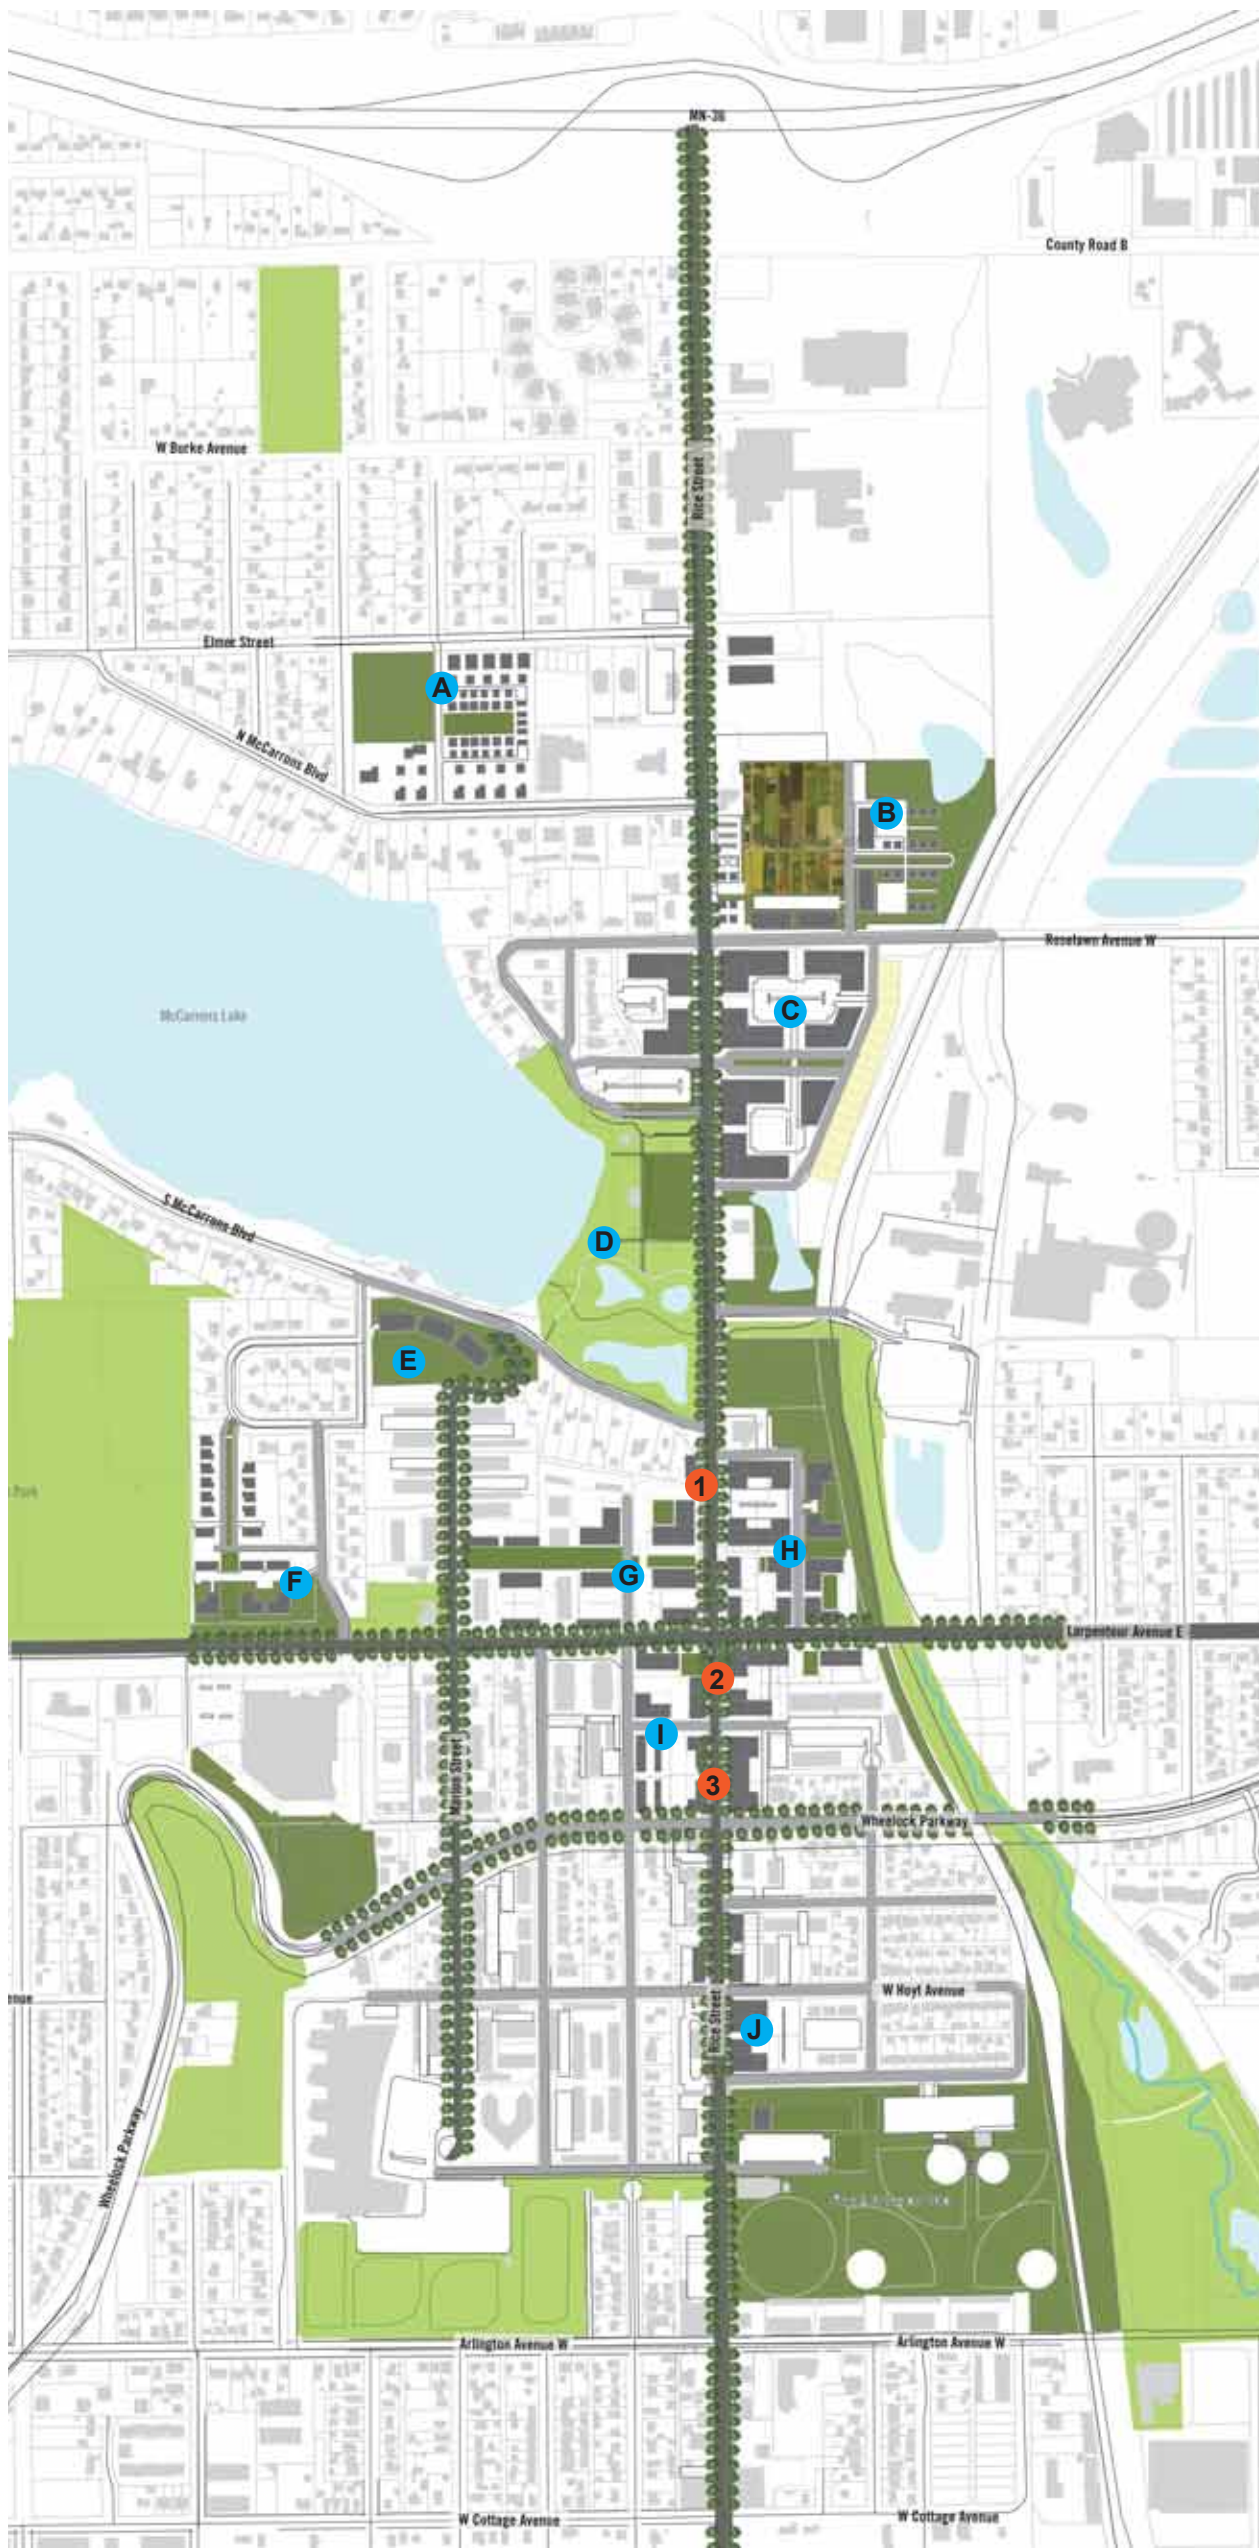 MN-36
County Road B
W Burke Avenue
Rice Street
Elmer Street
A
N McCarrons Blvd
B
Roselawn Avenue W
McCarrons Lake
C
S McCarrons Blvd
D
E
Park
1
H
F
G
Larpenteur Avenue E
2
I
Marion Street
3
Wheelock Parkway
W Hoyt Avenue
Rice Street
J
Wheelock Parkway
Arlington Avenue W
Arlington Avenue W
W Cottage Avenue
W Cottage Avenue